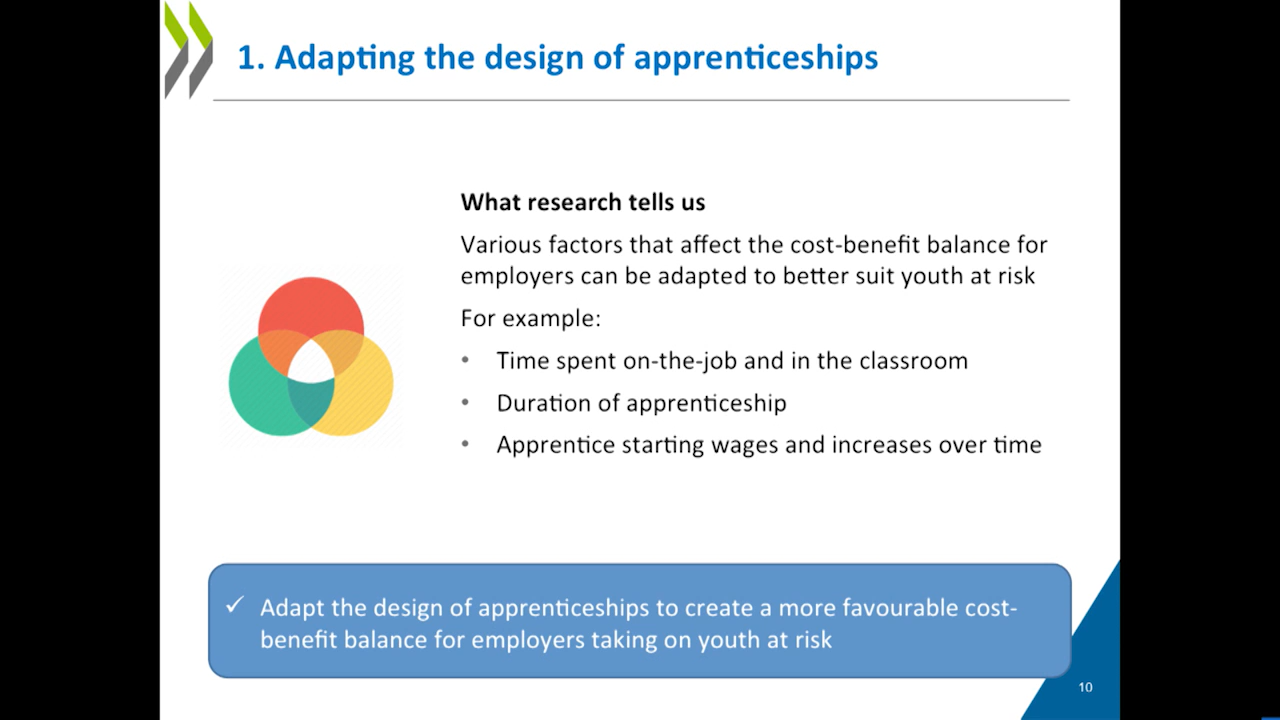 1. Adapting the design of apprenticeships
What research tells us
Various factors that affect the cost-benefit balance for
employers can be adapted to better suit youth at risk
For example:
• Time spent on-the-job and in the classroom
• Duration of apprenticeship
• Apprentice starting wages and increases over time
✓ Adapt the design of apprenticeships to create a more favourable cost-
benefit balance for employers taking on youth at risk
10